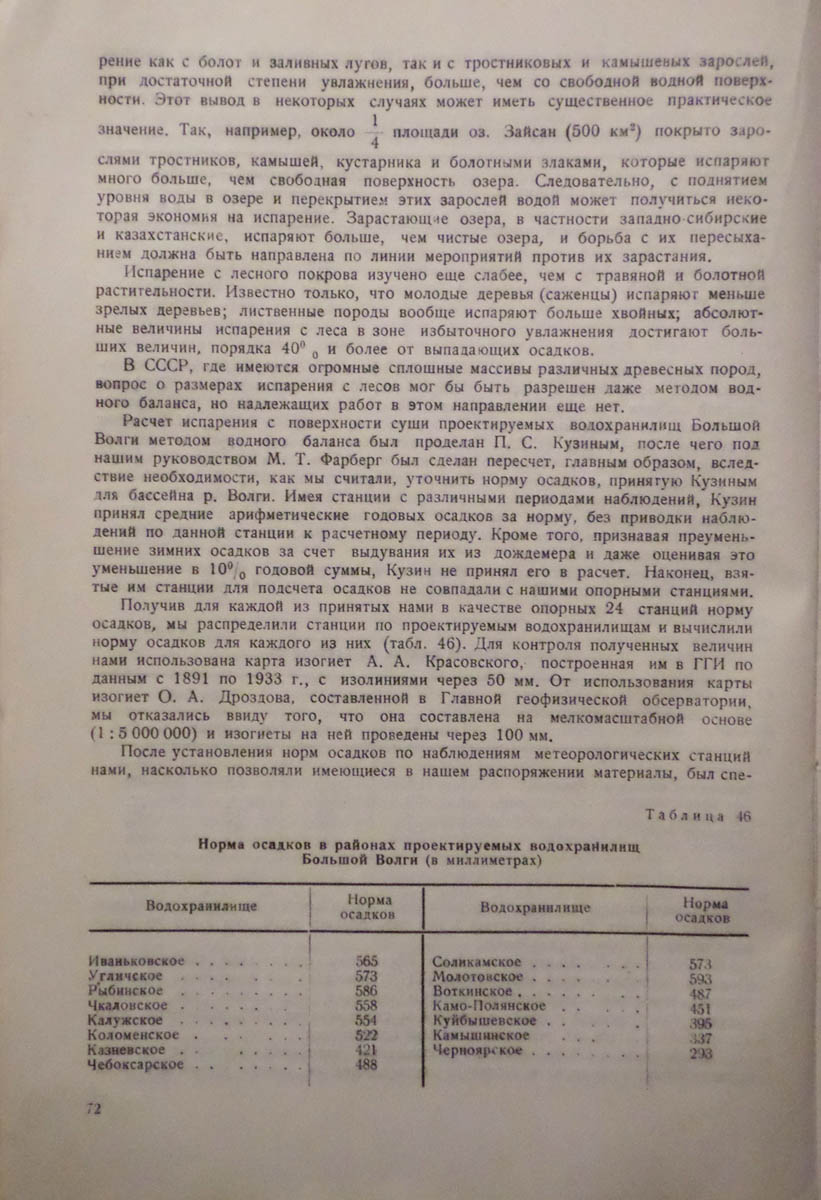 рение как с болот и заливных лугов, так и с тростниковых и камышевых зарослей,
при достаточной степени увлажнения, больше, чем со свободной водной поверх-
ности. Этот вывод в некоторых случаях может иметь существенное практическое
значение. Так, например, около 1/4 площади оз. Зайсан (500 км²) покрыто заро-
слями тростников, камышей, кустарника и болотными злаками, которые испаряют
много больше, чем свободная поверхность озера. Следовательно, с поднятием
уровня воды в озере и перекрытием этих зарослей водой может получиться неко-
торая экономия на испарение. Зарастающие озера, в частности западно-сибирские
и казахстанские, испаряют больше, чем чистые озера, и борьба с их пересыха-
нием должна быть направлена по линии мероприятий против их зарастания.
Испарение с лесного покрова изучено еще слабее, чем с травяной и болотной
растительности. Известно только, что молодые деревья (саженцы) испаряют меньше
зрелых деревьев; лиственные породы вообще испаряют больше хвойных; абсолют-
ные величины испарения с леса в зоне избыточного увлажнения достигают боль-
ших величин, порядка 40% и более от выпадающих осадков.
В СССР, где имеются огромные сплошные массивы различных древесных пород,
вопрос о размерах испарения с лесов мог бы быть разрешен даже методом вод-
ного баланса, но надлежащих работ в этом направлении еще нет.
Расчет испарения с поверхности суши проектируемых водохранилищ Большой
Волги методом водного баланса был проделан П. С. Кузиным, после чего под
нашим руководством М. Т. Фарберг был сделан пересчет, главным образом, вслед-
ствие необходимости, как мы считали, уточнить норму осадков, принятую Кузиным
для бассейна р. Волги. Имея станции с различными периодами наблюдений, Кузин
принял средние арифметические годовых осадков за норму, без приводки наблю-
дений по данной станции к расчетному периоду. Кроме того, признавая преумень-
шение зимних осадков за счет выдувания их из дождемера и даже оценивая это
уменьшение в 10% годовой суммы, Кузин не принял его в расчет. Наконец, взя-
тые им станции для подсчета осадков не совпадали с нашими опорными станциями.
Получив для каждой из принятых нами в качестве опорных 24 станций норму
осадков, мы распределили станции по проектируемым водохранилищам и вычислили
норму осадков для каждого из них (табл. 46). Для контроля полученных величин
нами использована карта изогиет А. А. Красовского, построенная им в ГГИ по
данным с 1891 по 1933 г., с изолиниями через 50 мм. От использования карты
изогиет О. А. Дроздова, составленной в Главной геофизической обсерватории,
мы отказались ввиду того, что она составлена на мелкомасштабной основе
(1 : 5 000 000) и изогиеты на ней проведены через 100 мм.
После установления норм осадков по наблюдениям метеорологических станций
нами, насколько позволяли имеющиеся в нашем распоряжении материалы, был спе-
Таблица 46
Норма осадков в районах проектируемых водохранилищ
Большой Волги (в миллиметрах)
Водохранилище Норма осадков Водохранилище Норма осадков
Иваньковское 565 Соликамское 573
Угличское 573 Молотовское 593
Рыбинское 586 Воткинское 487
Чкаловское 558 Камо-Полянское 451
Калужское 554 Куйбышевское 395
Коломенское 522 Камышинское 337
Казневское 421 Черноярское 293
Чебоксарское 488
72